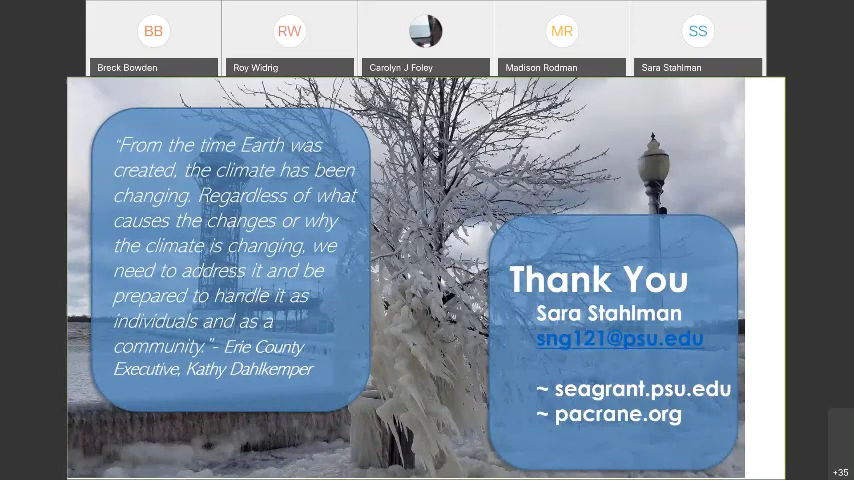 BB
RW
MR
SS
Breck Bowden
Roy Widrig
Carolyn J Foley
Madison Rodman
Sara Stahlman
“From the time Earth was
created, the climate has been
changing. Regardless of what
causes the changes or why
the climate is changing, we
need to address it and be
prepared to handle it as
individuals and as a
community.”- Erie County
Executive, Kathy Dahlkemper
Thank You
Sara Stahlman
sng121@psu.edu
~ seagrant.psu.edu
~ pacrane.org
+35